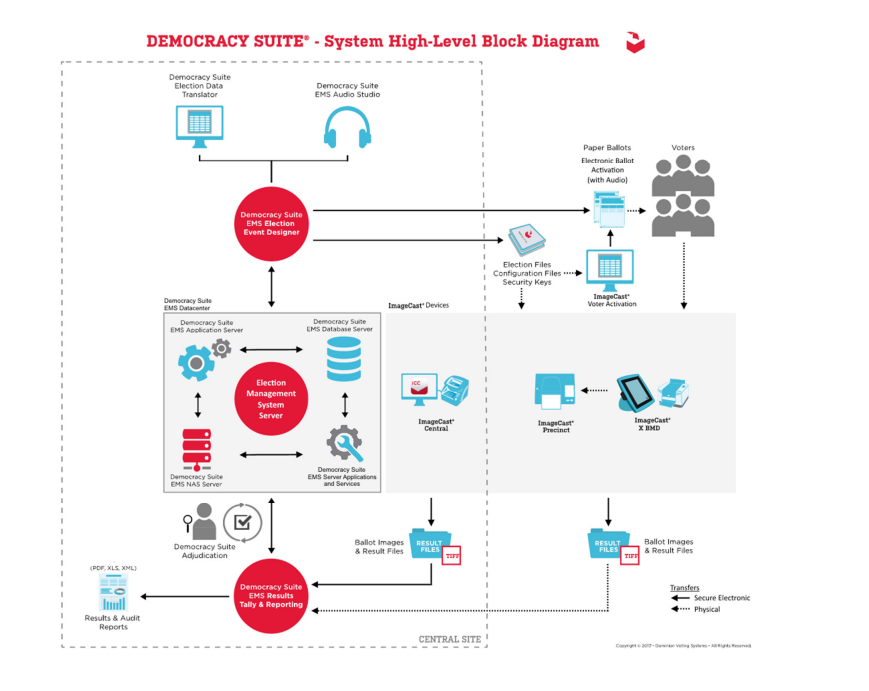 DEMOCRACY SUITE® - System High-Level Block Diagram
Democracy Suite
Election Data
Translator
Democracy Suite
EMS Audio Studio
Paper Ballots
Voters
Electronic Ballot
Activation
(with Audio)
Democracy Suite
EMS Election
Event Designer
Election Files
Configuration Files
Security Keys
ImageCast®
Voter Activation
Democracy Suite
EMS Datacenter
ImageCast® Devices
Democracy Suite
EMS Application Server
Democracy Suite
EMS Database Server
Election
Management
System
Server
ICC
ImageCast®
Central
ImageCast®
Precinct
ImageCast®
X BMD
Democracy Suite
EMS NAS Server
Democracy Suite
EMS Server Applications
and Services
Democracy Suite
Adjudication
Ballot Images
& Result Files
RESULT
FILES
TIFF
RESULT
FILES
TIFF
Ballot Images
& Result Files
(PDF, XLS, XML)
Democracy Suite
EMS Results
Tally & Reporting
Results & Audit
Reports
Transfers
Secure Electronic
Physical
CENTRAL SITE
Copyright © 2017 - Dominion Voting Systems - All Rights Reserved.